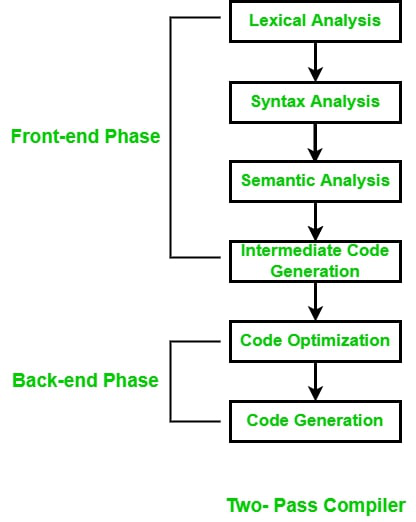 Lexical Analysis
Syntax Analysis
Front-end Phase
Semantic Analysis
Intermediate Code
Generation
Code Optimization
Back-end Phase
Code Generation
Two- Pass Compiler